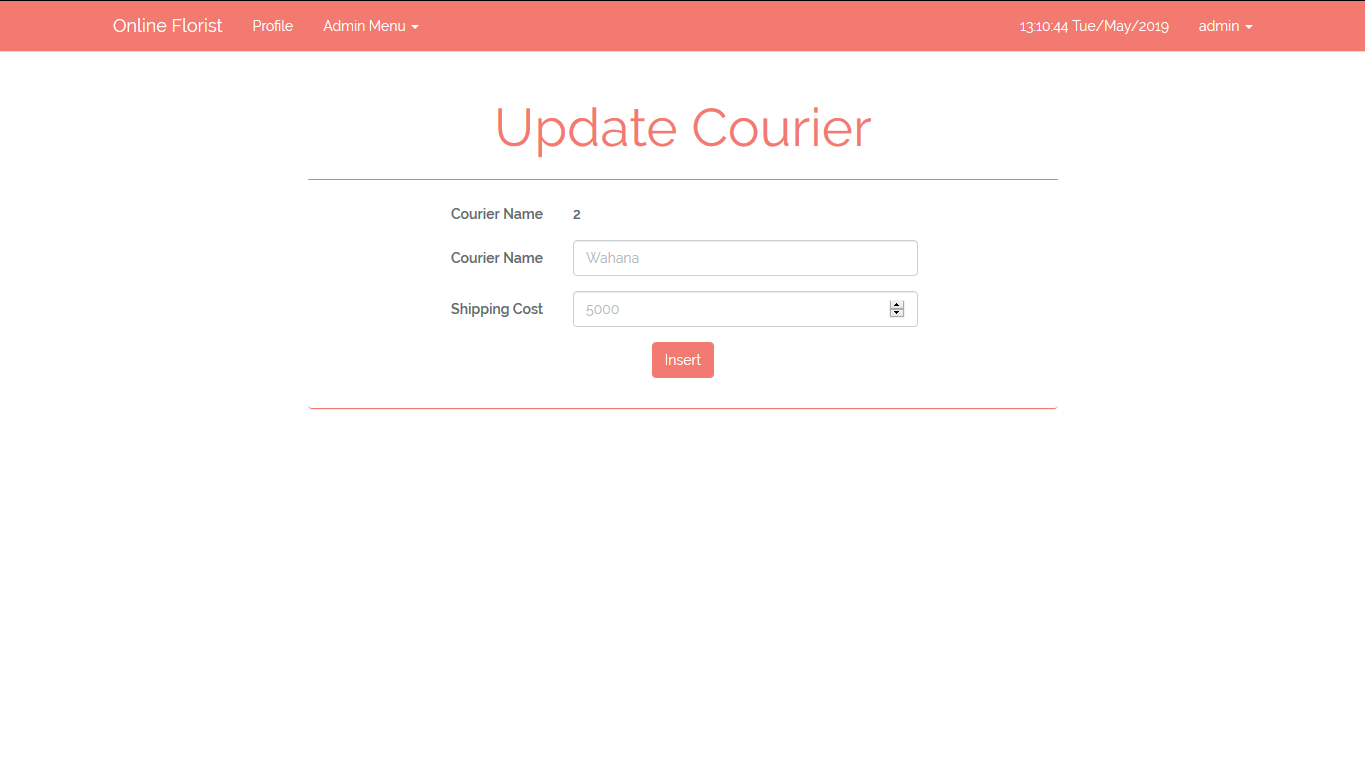 Online Florist Profile Admin Menu 13:10:44 Tue/May/2019 admin
Update Courier
Courier Name 2
Courier Name Wahana
Shipping Cost 5000
Insert